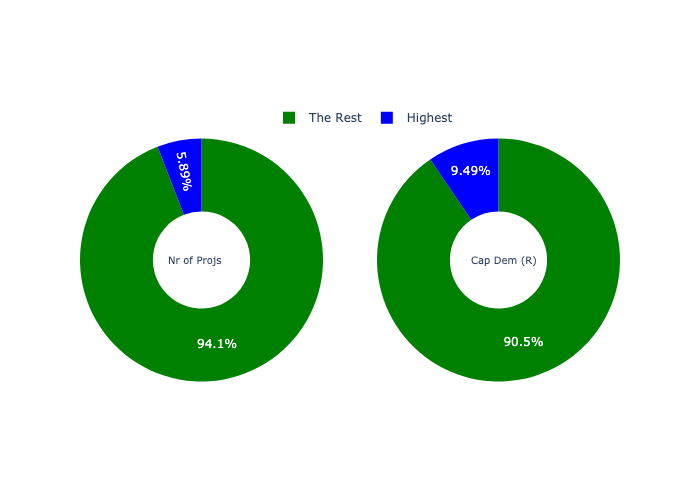 The Rest
Highest
5.89%
9.49%
Nr of Projs
Cap Dem (R)
94.1%
90.5%